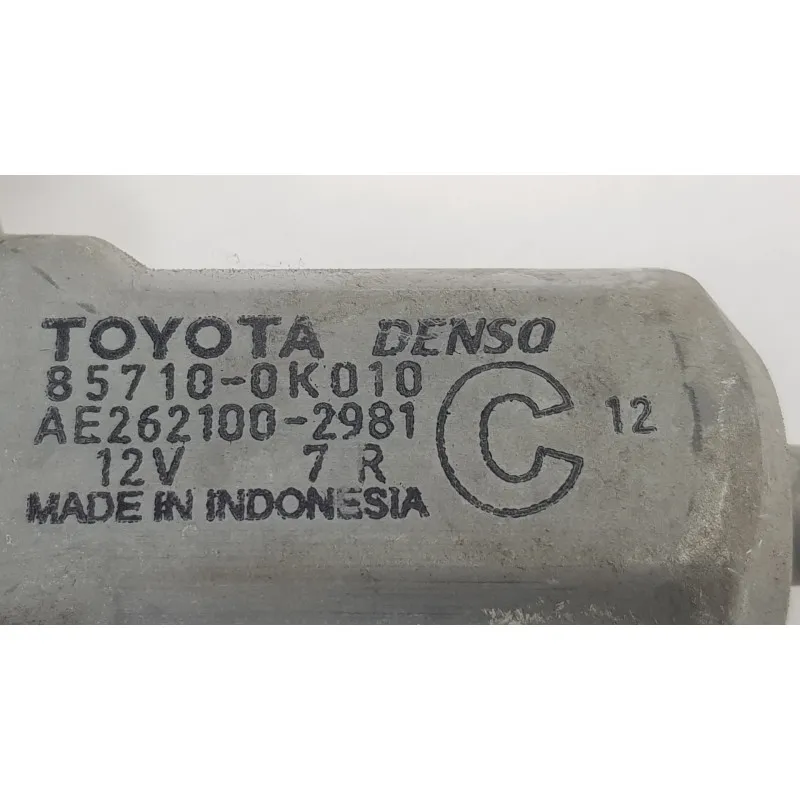 TOYOTA DENSO
85710-0K010
AE262100-2981
12V 7 R
MADE IN INDONESIA
C
12